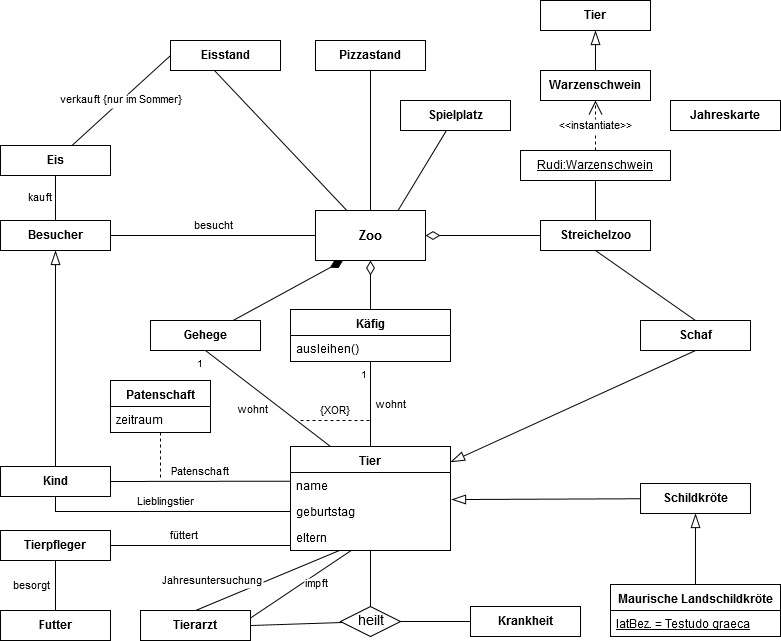 Tier
Eisstand
Pizzastand
Warzenschwein
verkauft {nur im Sommer}
Spielplatz
Jahreskarte
<<instantiate>>
Eis
Rudi:Warzenschwein
kauft
besucht
Besucher
Zoo
Streichelzoo
Gehege
Käfig
ausleihen()
Schaf
1
1
Patenschaft
zeitraum
wohnt
{XOR}
wohnt
Tier
name
geburtstag
eltern
Patenschaft
Kind
Lieblingstier
Schildkröte
Tierpfleger
füttert
besorgt
Jahresuntersuchung
impft
Maurische Landschildkröte
latBez. = Testudo graeca
Futter
Tierarzt
heilt
Krankheit